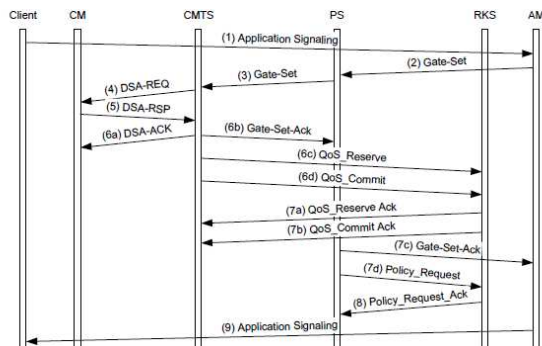 Client CM CMTS PS RKS AM
(1) Application Signaling
(2) Gate-Set
(3) Gate-Set
(4) DSA-REQ
(5) DSA-RSP
(6a) DSA-ACK
(6b) Gate-Set-Ack
(6c) QoS_Reserve
(6d) QoS_Commit
(7a) QoS_Reserve Ack
(7b) QoS_Commit Ack
(7c) Gate-Set-Ack
(7d) Policy_Request
(8) Policy_Request_Ack
(9) Application Signaling